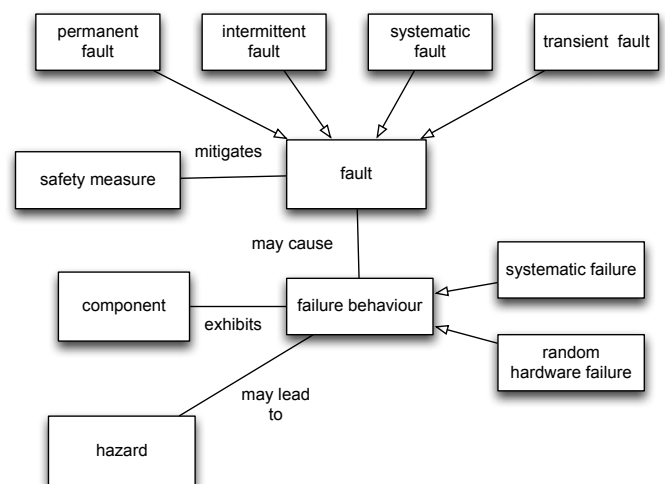 permanent
fault
intermittent
fault
systematic
fault
transient fault
mitigates
safety measure
fault
may cause
systematic failure
component
failure behaviour
exhibits
random
hardware failure
may lead
to
hazard